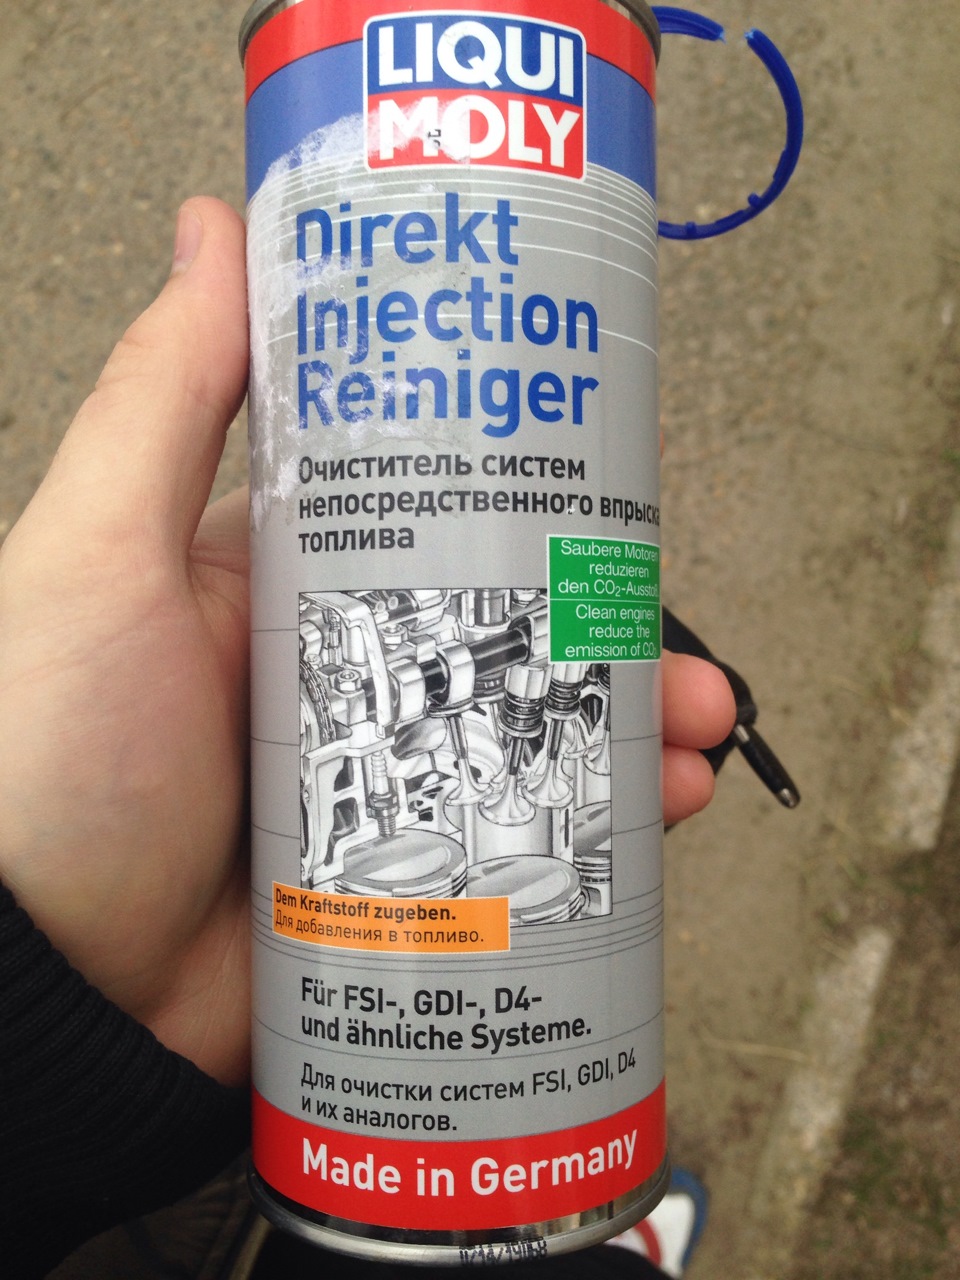 LIQUI
MOLY
Direkt
Injection
Reiniger
Очиститель систем
непосредственного впрыска
топлива
Saubere Motoren
reduzieren
den CO₂-Ausstoß
Clean engines
reduce the
emission of CO₂
Dem Kraftstoff zugeben.
Для добавления в топливо.
Für FSI-, GDI-, D4-
und ähnliche Systeme.
Для очистки систем FSI, GDI, D4
и их аналогов.
Made in Germany